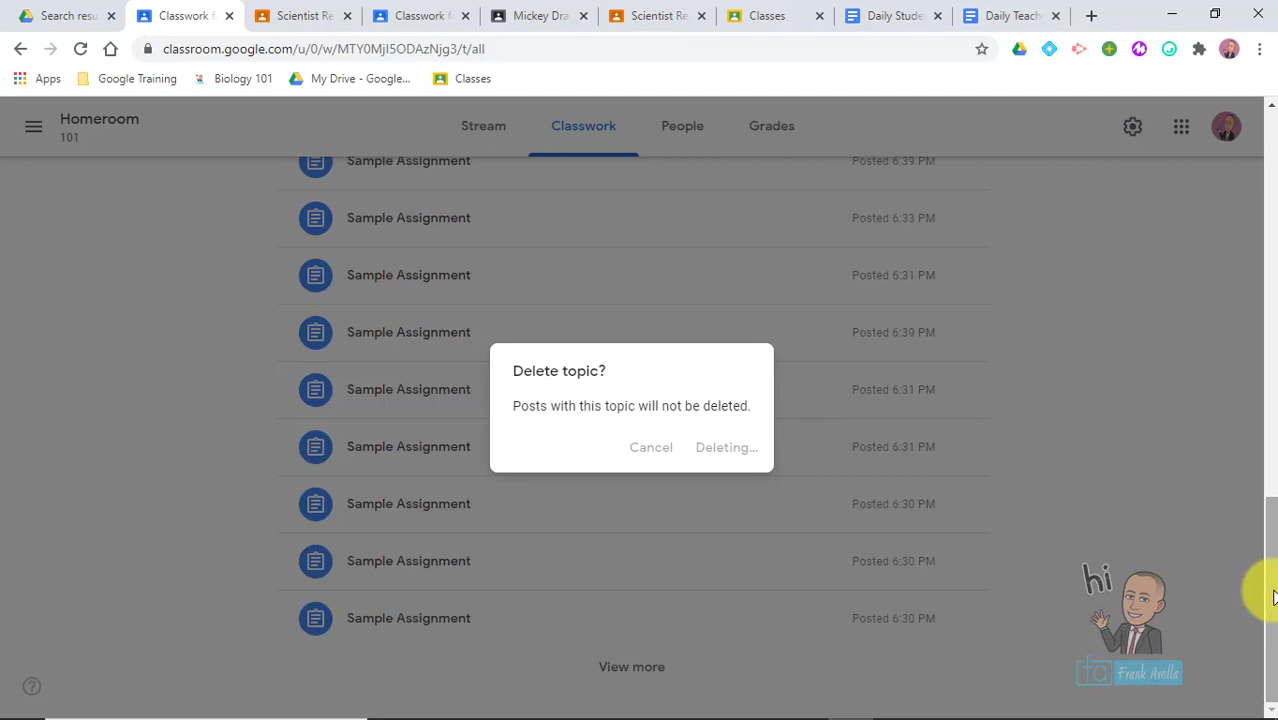 Search resu
Classwork f
Scientist Re
Classwork f
Mickey Dra
Scientist Re
Classes
Daily Stude
Daily Teach
classroom.google.com/u/0/w/MTY0MjI5ODAzNjg3/t/all
Apps
Google Training
Biology 101
My Drive - Google...
Classes
Homeroom
101
Stream
Classwork
People
Grades
Sample Assignment
Posted 6:39 PM
Sample Assignment
Posted 6:33 PM
Sample Assignment
Posted 6:31 PM
Sample Assignment
Posted 6:39 PM
Sample Assignment
Posted 6:31 PM
Sample Assignment
Posted 6:31 PM
Sample Assignment
Posted 6:30 PM
Sample Assignment
Posted 6:30 PM
Sample Assignment
Posted 6:30 PM
Delete topic?
Posts with this topic will not be deleted.
Cancel
Deleting...
View more
hi
fa
Frank Avella